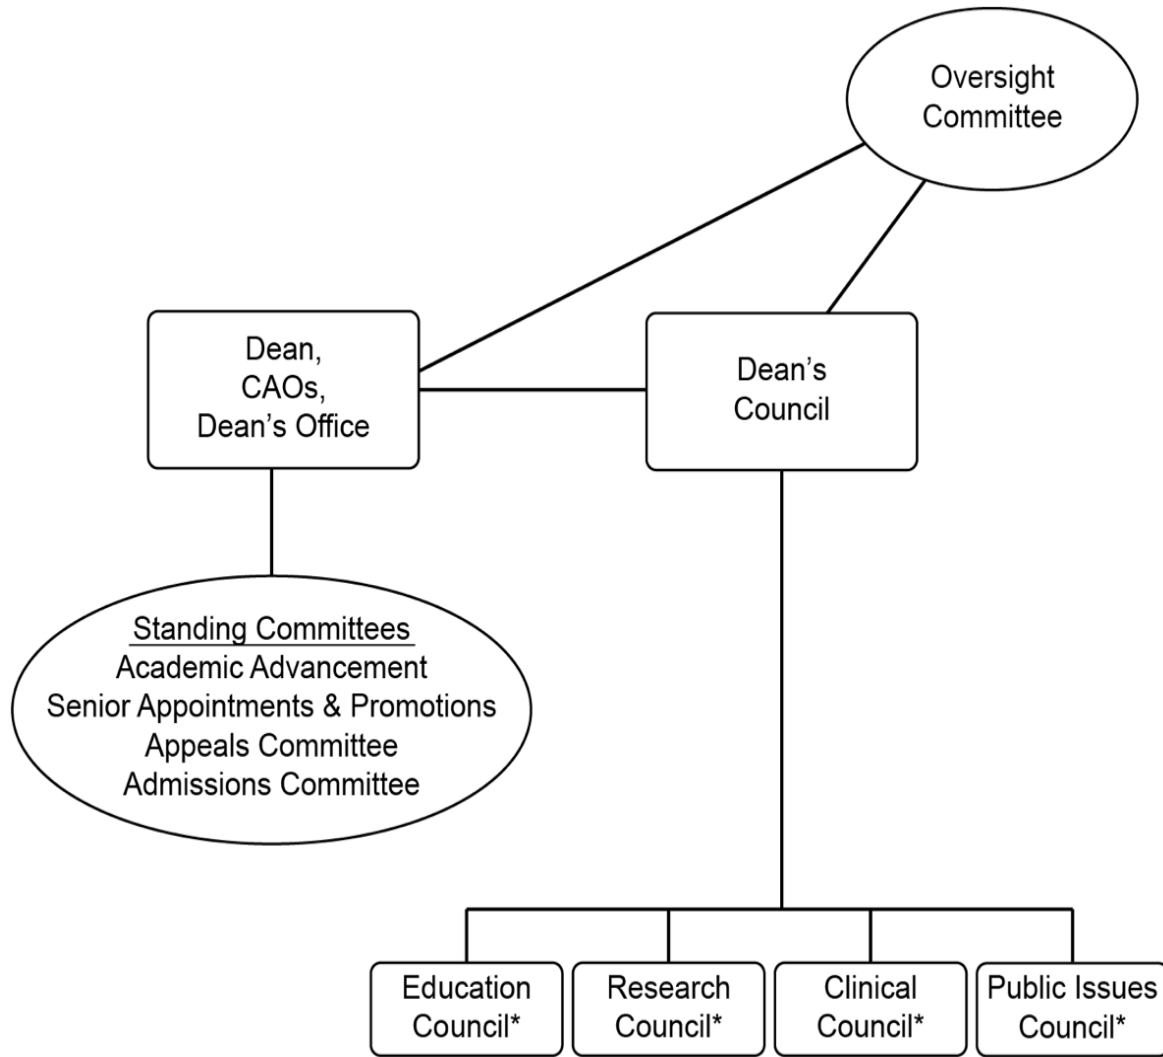 Oversight
Committee
Dean,
CAOs,
Dean’s Office
Dean’s
Council
Standing Committees
Academic Advancement
Senior Appointments & Promotions
Appeals Committee
Admissions Committee
Education
Council*
Research
Council*
Clinical
Council*
Public Issues
Council*